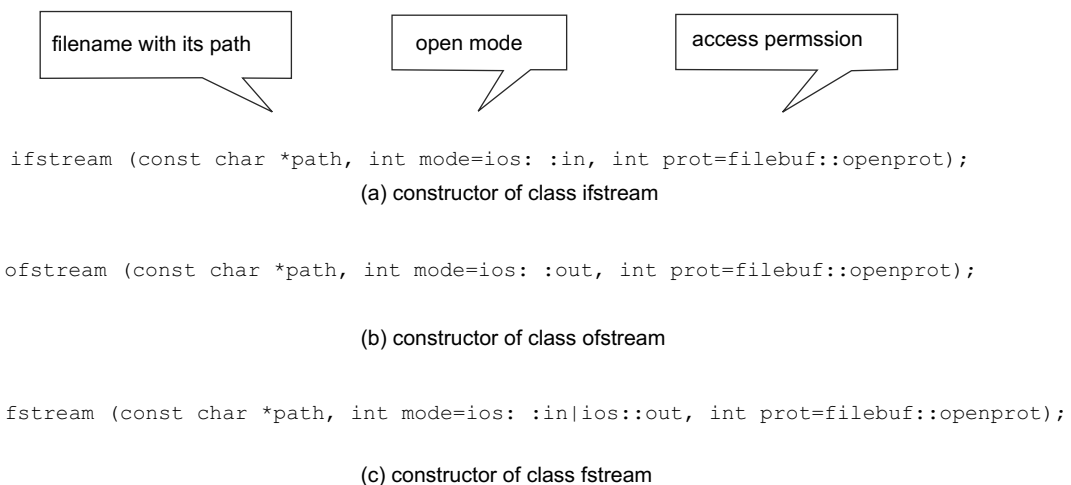 filename with its path
open mode
access permssion
ifstream (const char *path, int mode=ios: :in, int prot=filebuf::openprot);
(a) constructor of class ifstream
ofstream (const char *path, int mode=ios: :out, int prot=filebuf::openprot);
(b) constructor of class ofstream
fstream (const char *path, int mode=ios: :in|ios::out, int prot=filebuf::openprot);
(c) constructor of class fstream